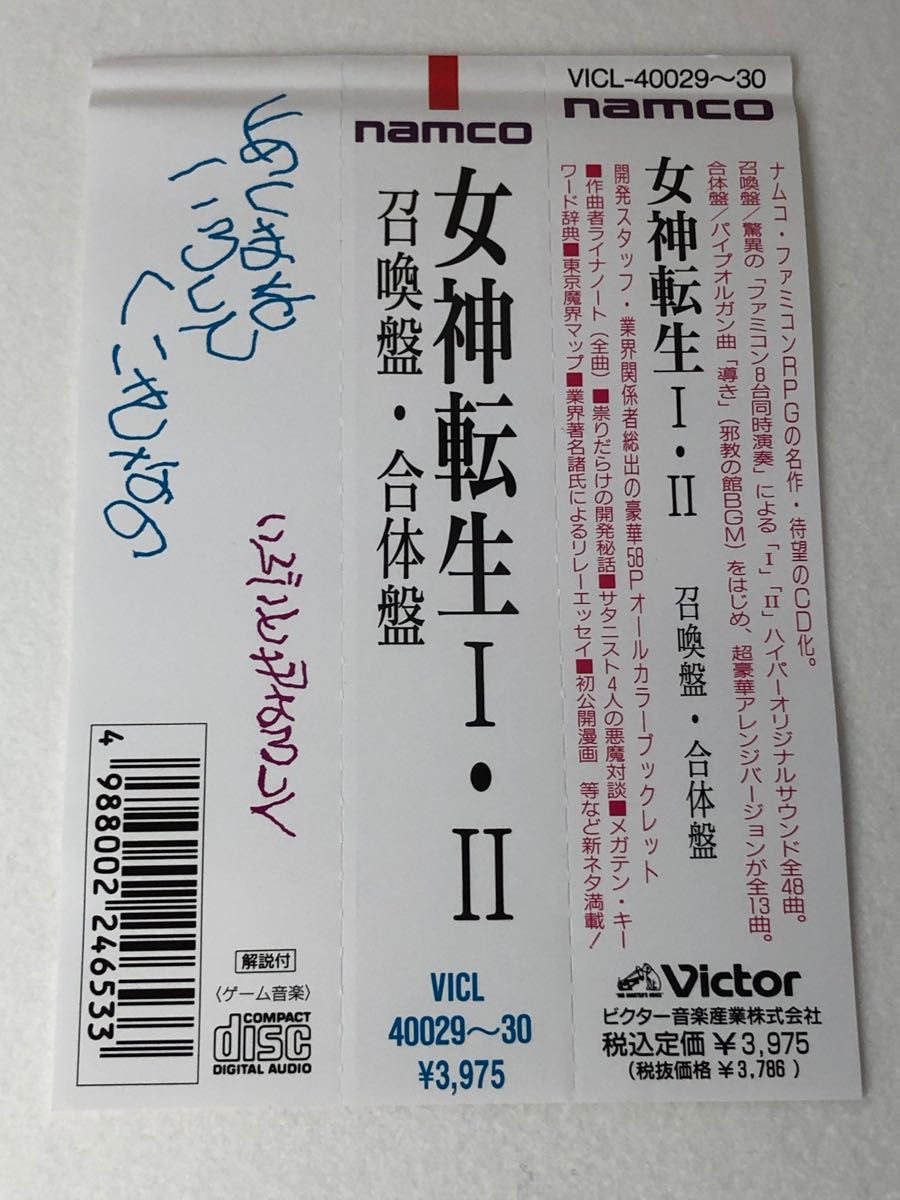 VICL-40029〜30
namco
ナムコ・ファミコンRPGの名作・待望のCD化。
召喚盤/驚異の「ファミコン8台同時演奏」による「I」「II」ハイパーオリジナルサウンド全48曲。
合体盤/パイプオルガン曲「導き」(邪教の館BGM)をはじめ、超豪華アレンジバージョンが全13曲。
女神転生I・II 召喚盤・合体盤
開発スタッフ・業界関係者総出の豪華58Pオールカラーブックレット
■作曲者ライナノート(全曲)■祟りだらけの開発秘話■サタニスト4人の悪魔対談■メガテン・キー
ワード辞典■東京魔界マップ■業界著名諸氏によるリレーエッセイ■初公開漫画 等など新ネタ満載!
HIS MASTER'S VOICE
Victor
ビクター音楽産業株式会社
税込定価￥3,975
(税抜価格￥3,786)
namco
女神転生I・II
召喚盤・合体盤
VICL
40029〜30
¥3,975
解説付
〈ゲーム音楽〉
COMPACT
disc
DIGITAL AUDIO
4 988002 246533